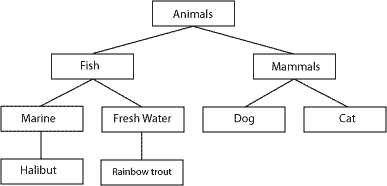 Animals
Fish
Mammals
Marine
Fresh Water
Dog
Cat
Halibut
Rainbow trout